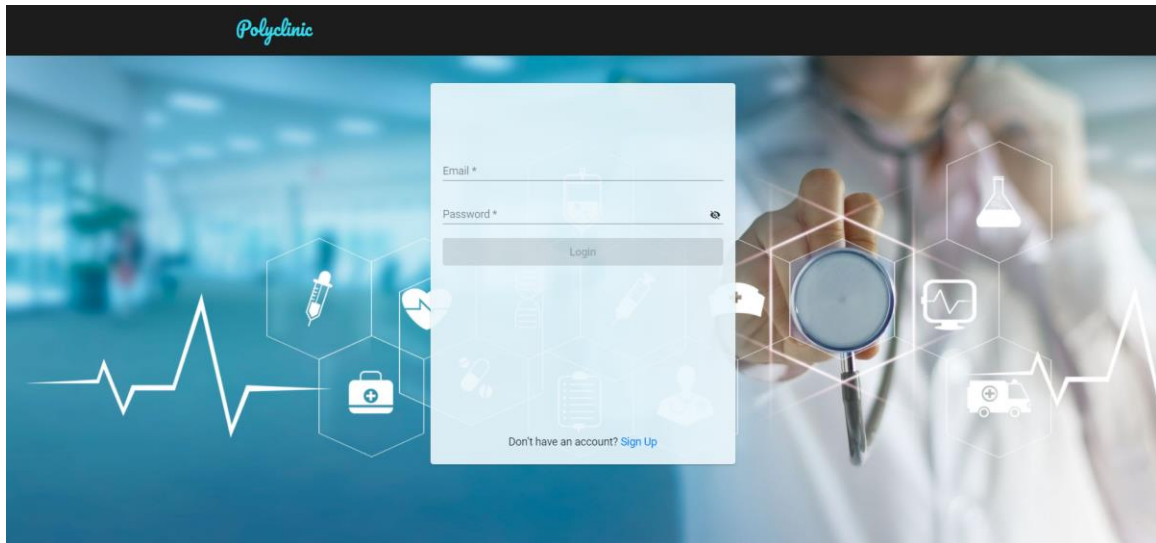 Polyclinic
Email *
Password *
Login
Don't have an account? Sign Up